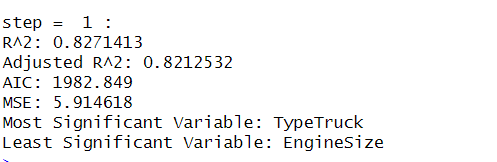 step =  1 :
R^2: 0.8271413
Adjusted R^2: 0.8212532
AIC: 1982.849
MSE: 5.914618
Most Significant Variable: TypeTruck
Least Significant Variable: EngineSize